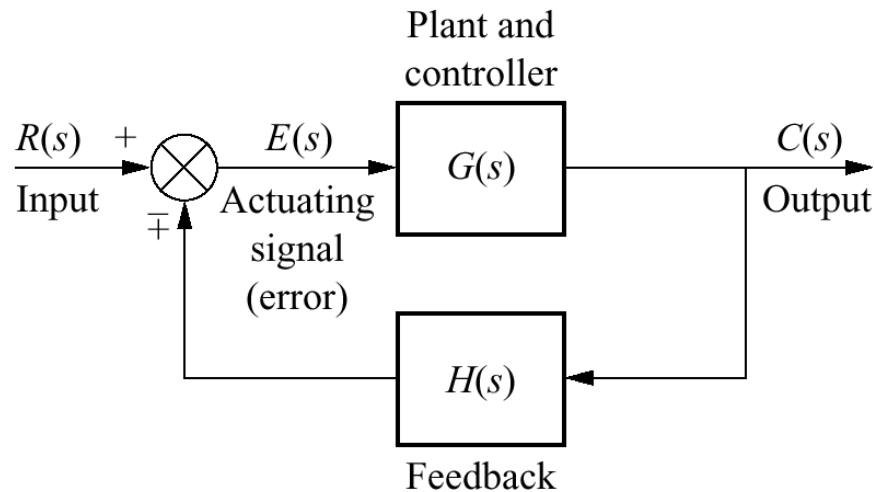 Plant and
controller
R(s)
+
E(s)
G(s)
C(s)
Input
∓
Actuating
signal
(error)
Output
H(s)
Feedback